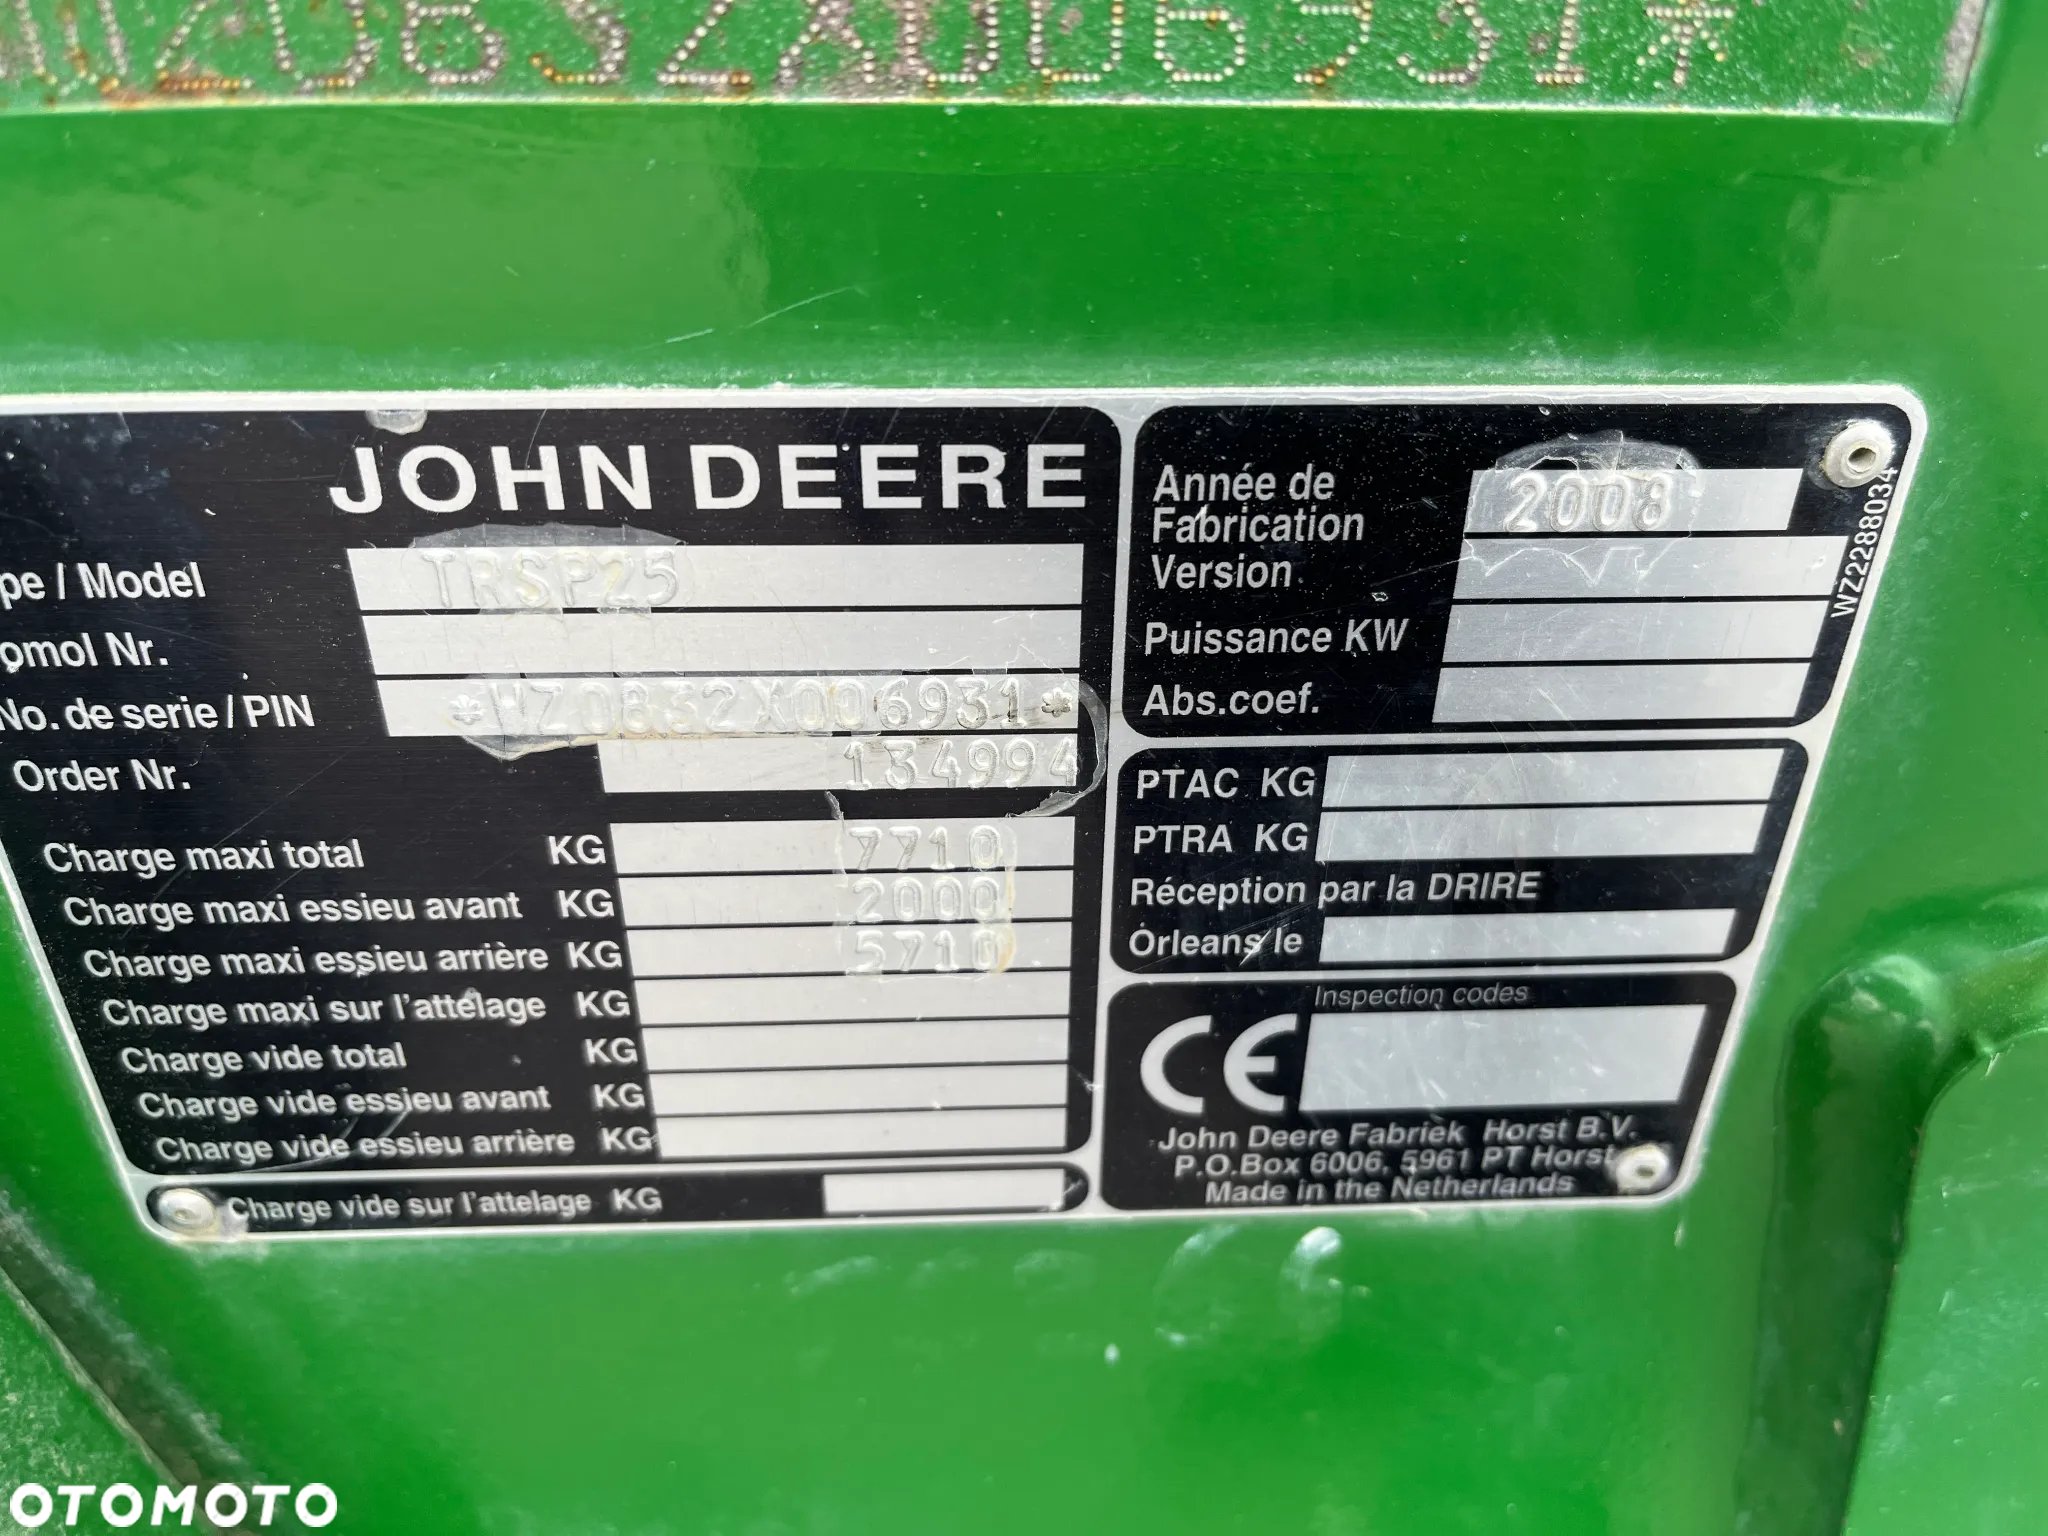 WZ0832X006931*
JOHN DEERE
pe / Model TRSP25
omol Nr.
No. de serie / PIN *WZ0832X006931*
Order Nr. 134994
Charge maxi total KG 7710
Charge maxi essieu avant KG 2000
Charge maxi essieu arrière KG 5710
Charge maxi sur l'attelage KG
Charge vide total KG
Charge vide essieu avant KG
Charge vide essieu arrière KG
Charge vide sur l'attelage KG
Année de
Fabrication 2008
Version
Puissance KW
Abs.coef.
WZ2288034
PTAC KG
PTRA KG
Réception par la DRIRE
Orleans le
Inspection codes
CE
John Deere Fabriek Horst B.V.
P.O.Box 6006, 5961 PT Horst
Made in the Netherlands
OTOMOTO